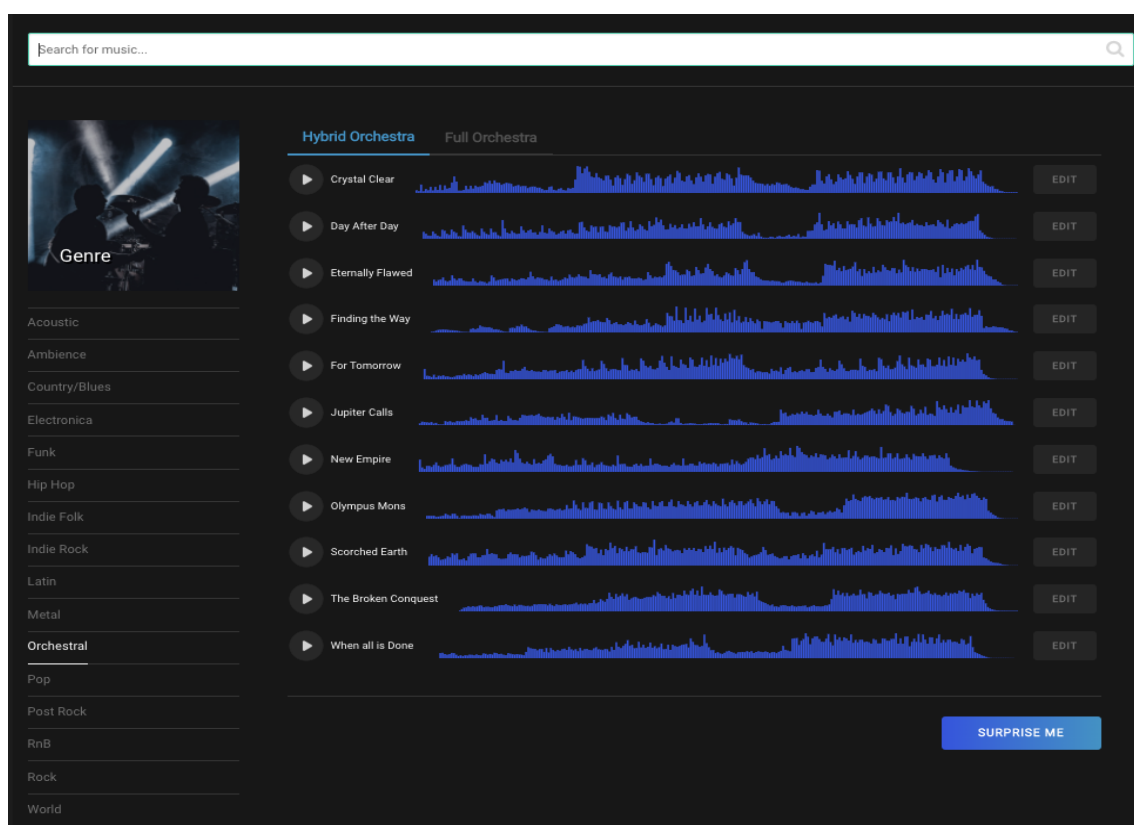 Search for music...
Genre
Acoustic
Ambience
Country/Blues
Electronica
Funk
Hip Hop
Indie Folk
Indie Rock
Latin
Metal
Orchestral
Pop
Post Rock
RnB
Rock
World
Hybrid Orchestra Full Orchestra
Crystal Clear EDIT
Day After Day EDIT
Eternally Flawed EDIT
Finding the Way EDIT
For Tomorrow EDIT
Jupiter Calls EDIT
New Empire EDIT
Olympus Mons EDIT
Scorched Earth EDIT
The Broken Conquest EDIT
When all is Done EDIT
SURPRISE ME